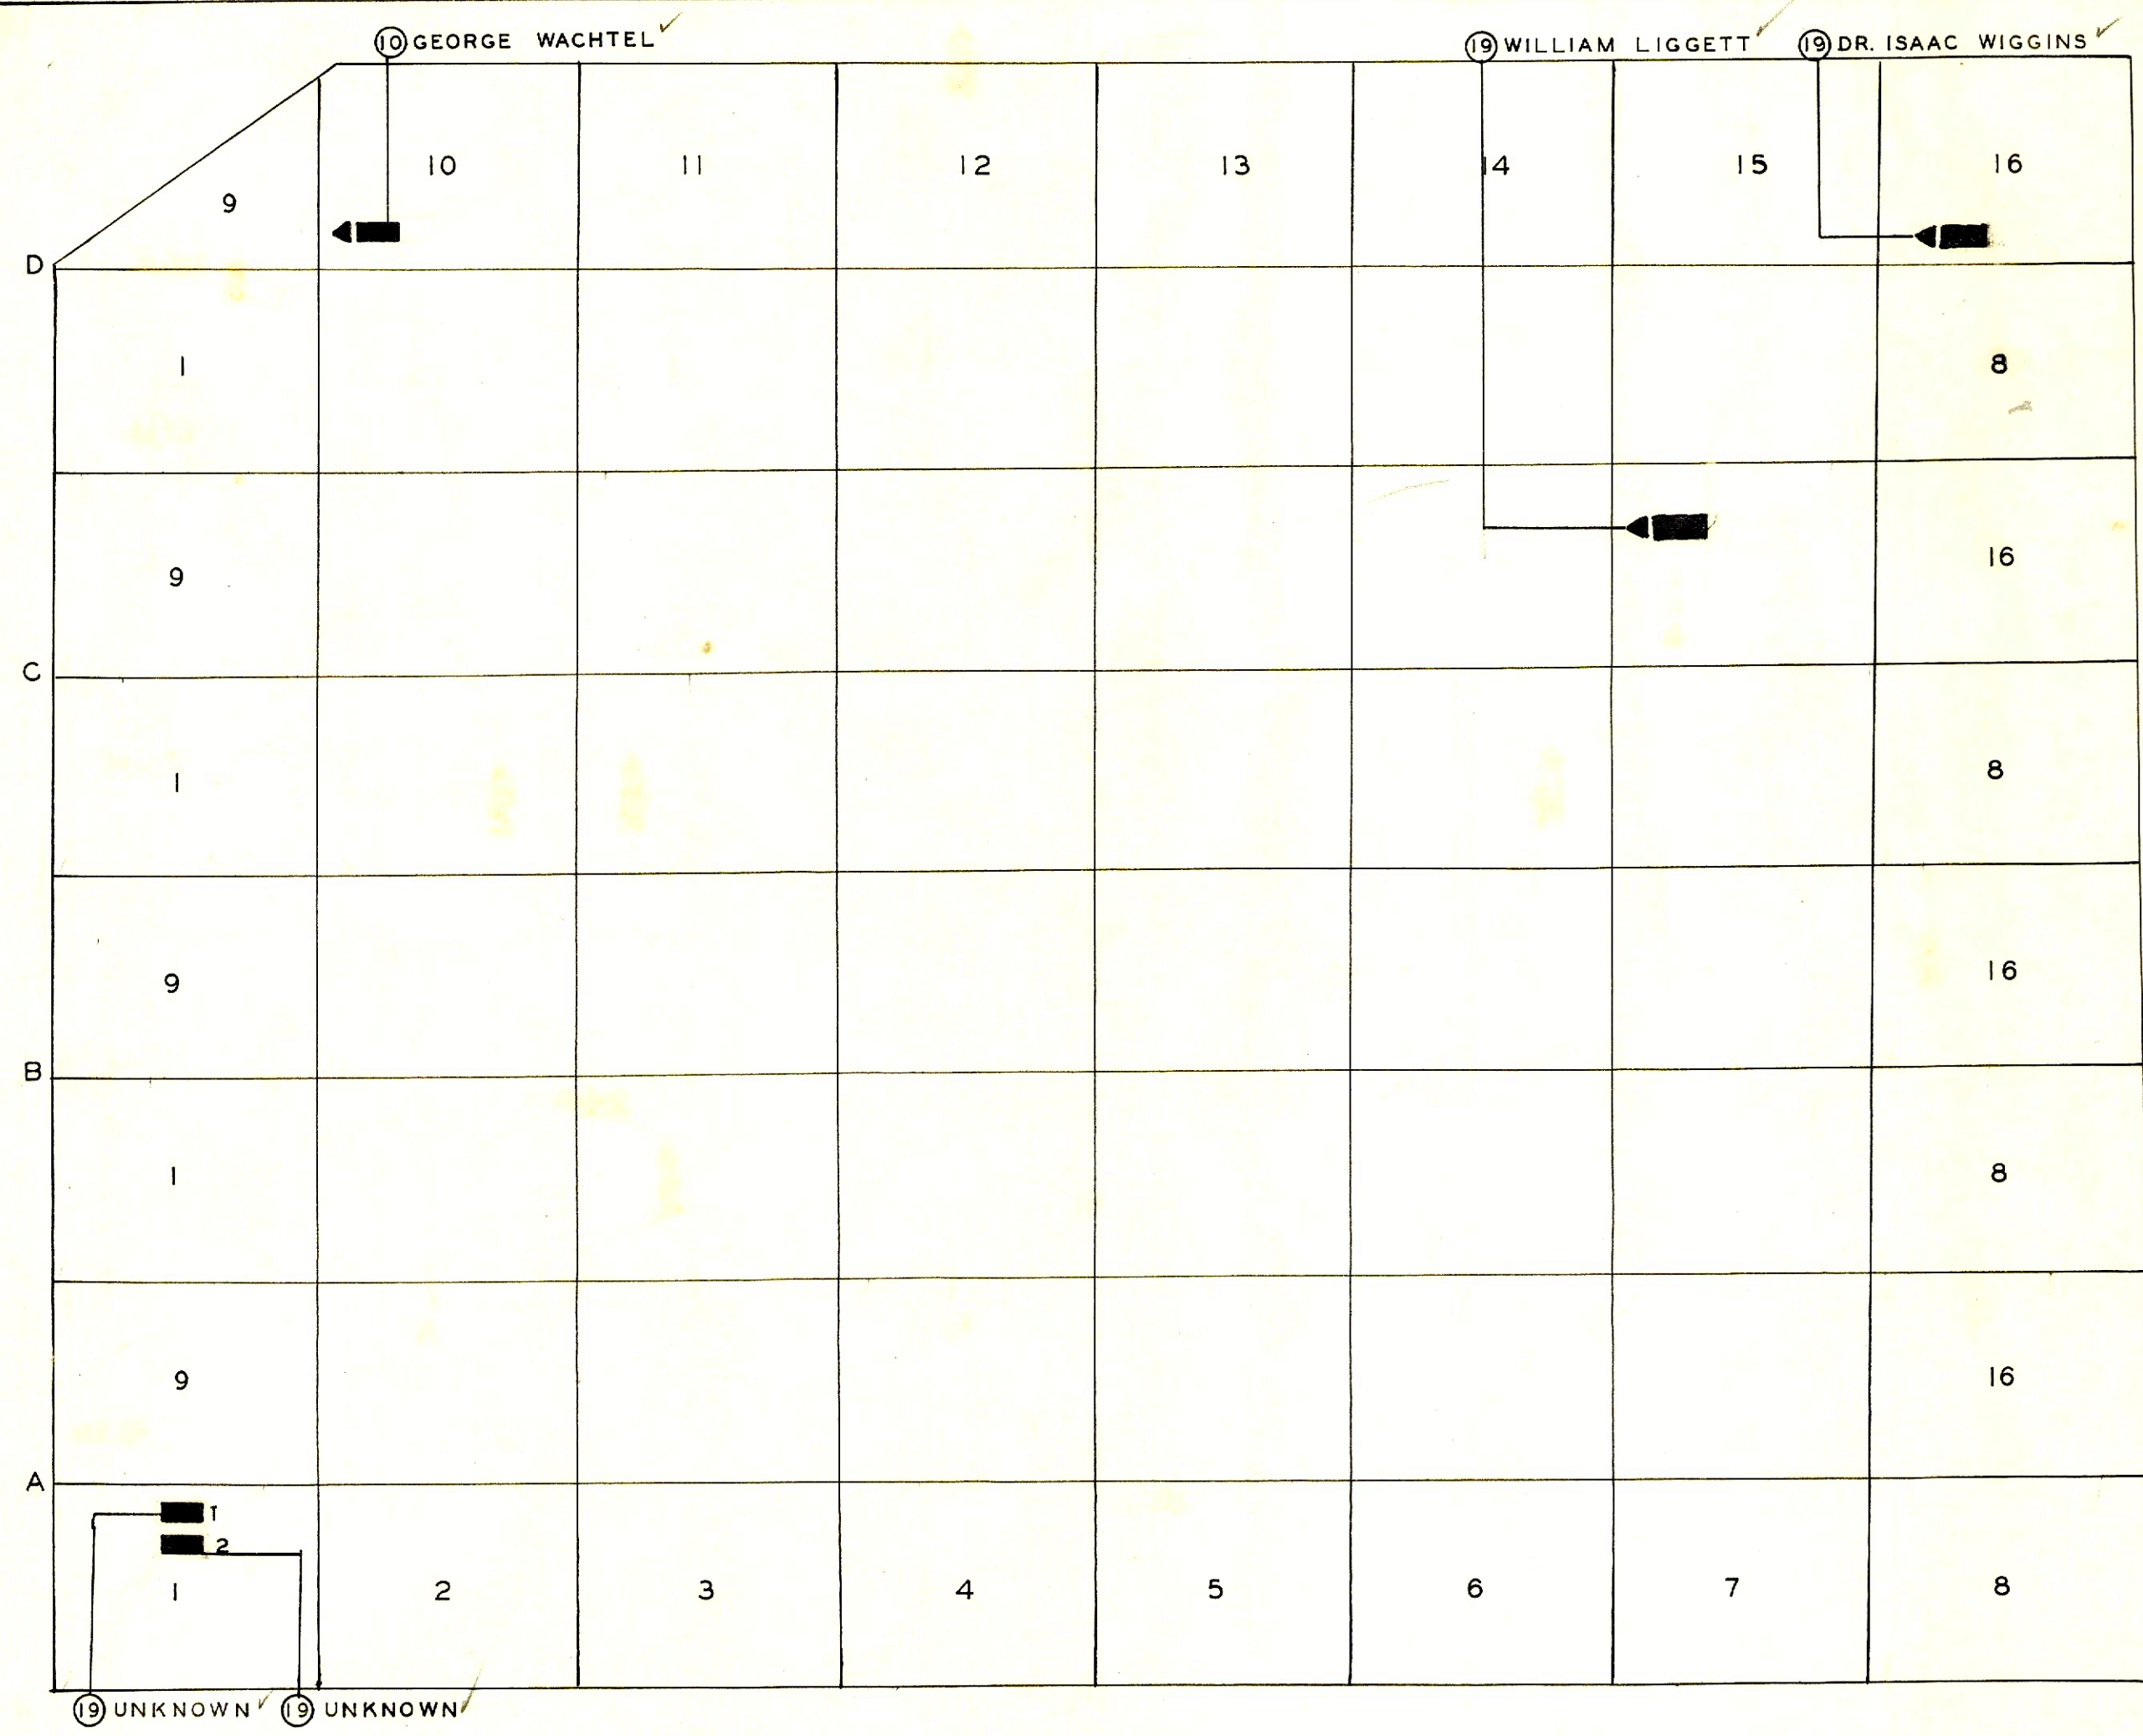 10 GEORGE WACHTEL 19 WILLIAM LIGGETT 19 DR. ISAAC WIGGINS
9 10 11 12 13 14 15 16
D
1 8
9 16
C
1 8
9 16
B
1 8
9 16
A
1
2
1 2 3 4 5 6 7 8
19 UNKNOWN 19 UNKNOWN